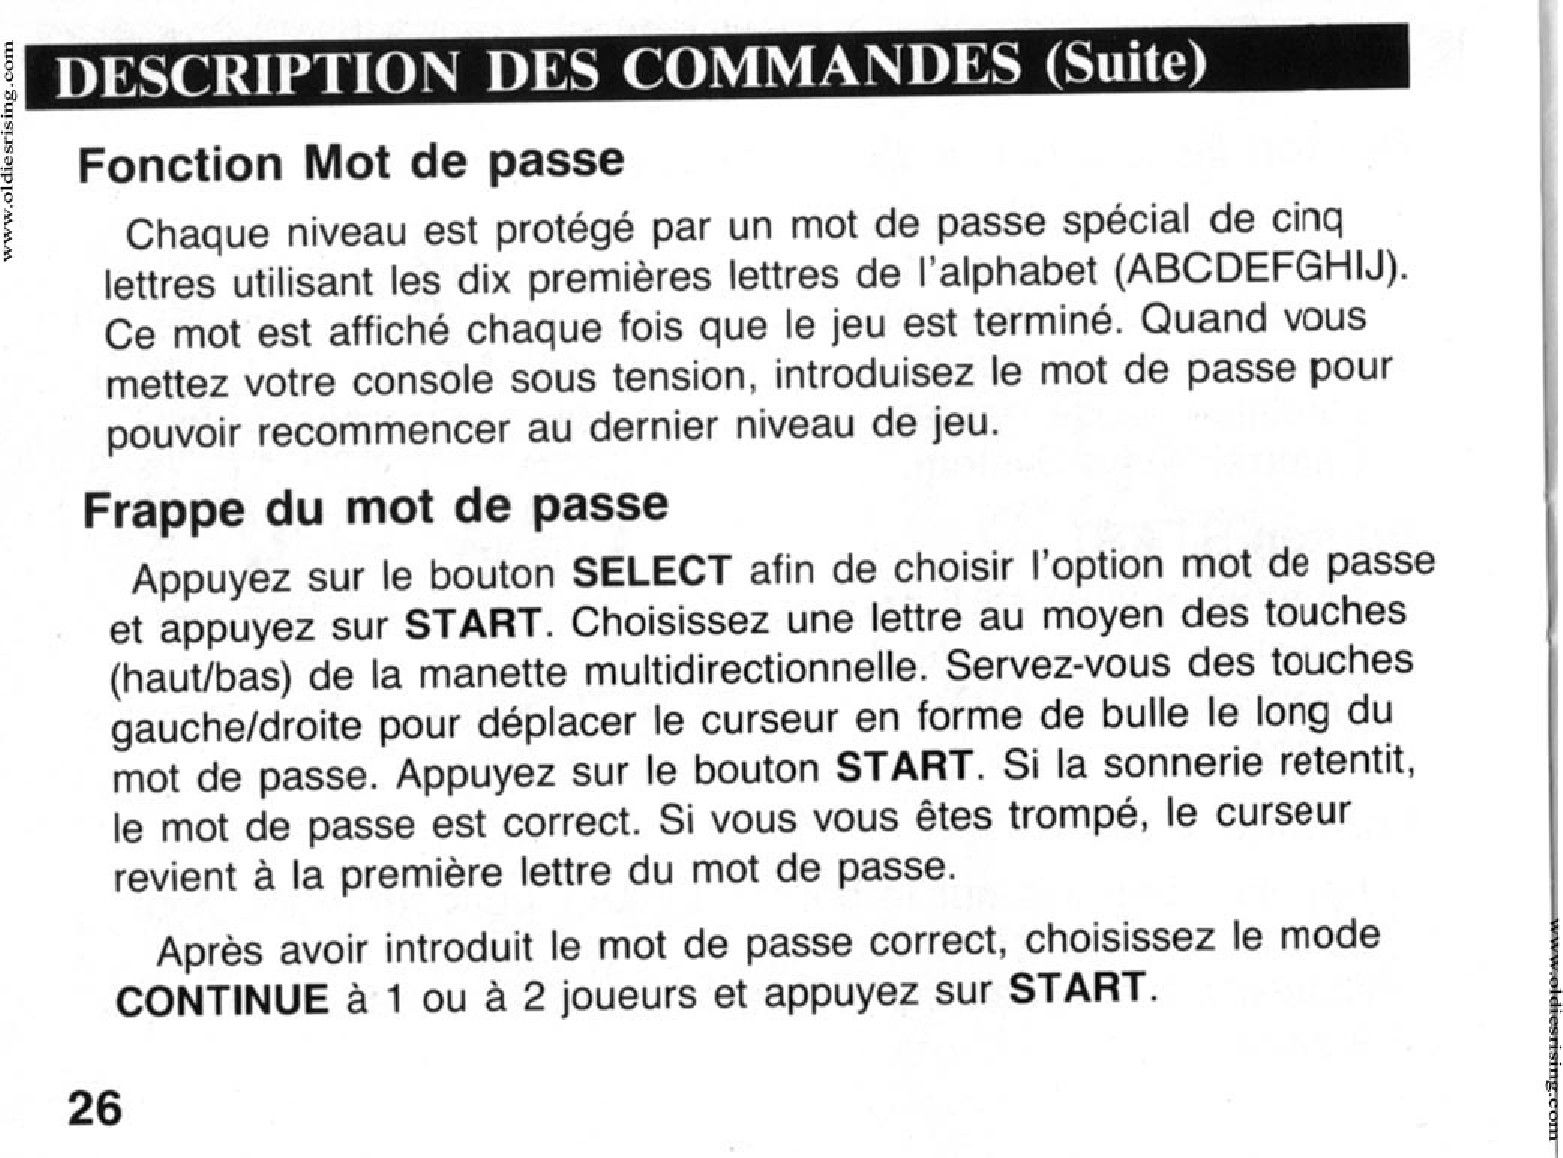 www.oldiesrising.com
DESCRIPTION DES COMMANDES (Suite)
Fonction Mot de passe
Chaque niveau est protégé par un mot de passe spécial de cinq
lettres utilisant les dix premières lettres de l'alphabet (ABCDEFGHIJ).
Ce mot est affiché chaque fois que le jeu est terminé. Quand vous
mettez votre console sous tension, introduisez le mot de passe pour
pouvoir recommencer au dernier niveau de jeu.
Frappe du mot de passe
Appuyez sur le bouton SELECT afin de choisir l'option mot de passe
et appuyez sur START. Choisissez une lettre au moyen des touches
(haut/bas) de la manette multidirectionnelle. Servez-vous des touches
gauche/droite pour déplacer le curseur en forme de bulle le long du
mot de passe. Appuyez sur le bouton START. Si la sonnerie retentit,
le mot de passe est correct. Si vous vous êtes trompé, le curseur
revient à la première lettre du mot de passe.
Après avoir introduit le mot de passe correct, choisissez le mode
CONTINUE à 1 ou à 2 joueurs et appuyez sur START.
26
www.oldiesrising.com